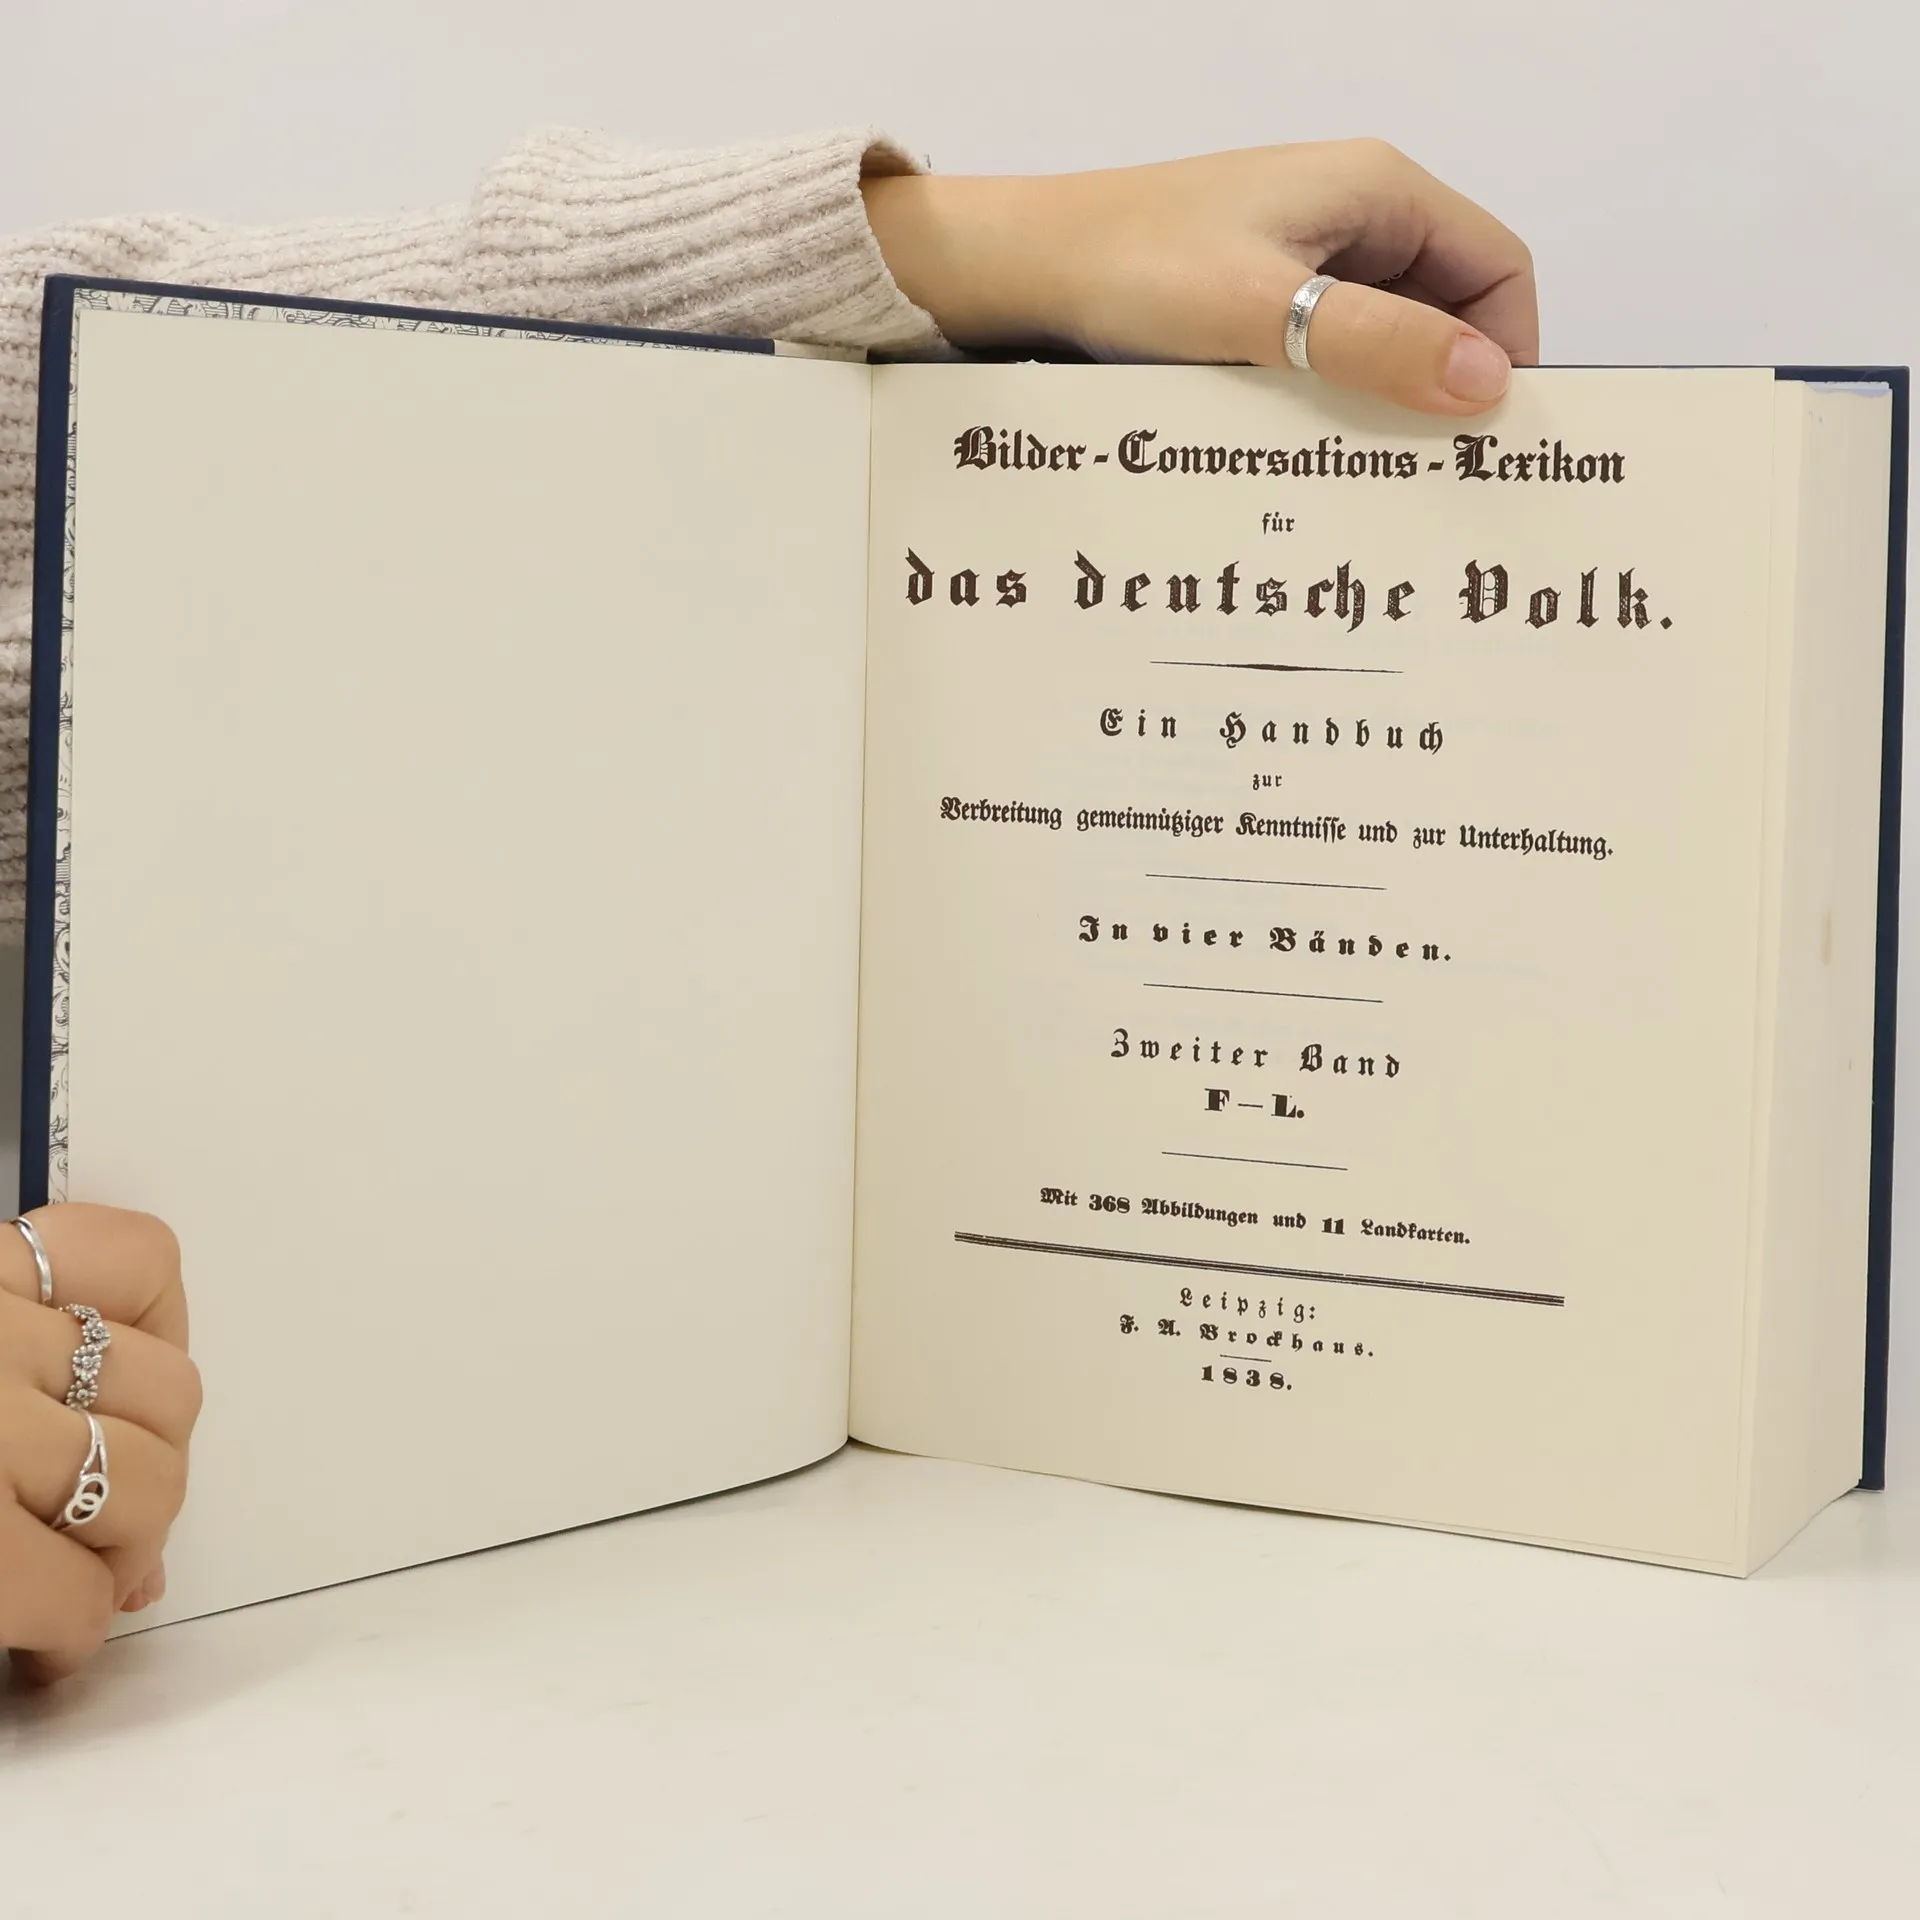 Bilder-Conversations-Lexikon
für
das deutsche Volk.
Ein Handbuch
zur
Verbreitung gemeinnütziger Kenntnisse und zur Unterhaltung.
In vier Bänden.
Zweiter Band
F—L.
Mit 368 Abbildungen und 11 Landkarten.
Leipzig:
F. A. Brockhaus.
1838.